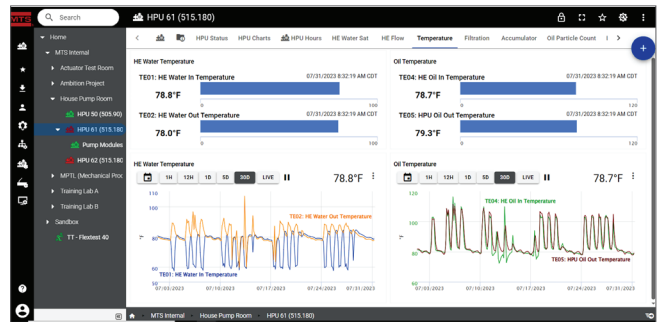 MTS
Search
HPU 61 (515.180)
Home
MTS Internal
Actuator Test Room
Ambition Project
House Pump Room
HPU 50 (505.90)
HPU 61 (515.180
Pump Modules
HPU 62 (515.180
MPTL (Mechanical Proc
Training Lab A
Training Lab B
Sandbox
TT - Flextest 40
HPU Status HPU Charts HPU Hours HE Water Sat HE Flow Temperature Filtration Accumulator Oil Particle Count
HE Water Temperature
TE01: HE Water In Temperature 07/31/2023 8:32:19 AM CDT
78.8°F
0 100
TE02: HE Water Out Temperature 07/31/2023 8:32:19 AM CDT
78.0°F
0 100
Oil Temperature
TE04: HE Oil In Temperature 07/31/2023 8:32:19 AM CDT
78.7°F
0 120
TE05: HPU Oil Out Temperature 07/31/2023 8:32:19 AM CDT
79.3°F
0 120
HE Water Temperature
1H 12H 1D 5D 30D LIVE 78.8°F
110
100
TE02: HE Water Out Temperature
°F
80
TE01: HE Water In Temperature
60
50
07/03/2023 07/10/2023 07/17/2023 07/24/2023 07/31/2023
Oil Temperature
1H 12H 1D 5D 30D LIVE 78.7°F
120
TE04: HE Oil In Temperature
100
°F
80
TE05: HPU Oil Out Temperature
60
07/03/2023 07/10/2023 07/17/2023 07/24/2023 07/31/2023
MTS Internal House Pump Room HPU 61 (515.180)